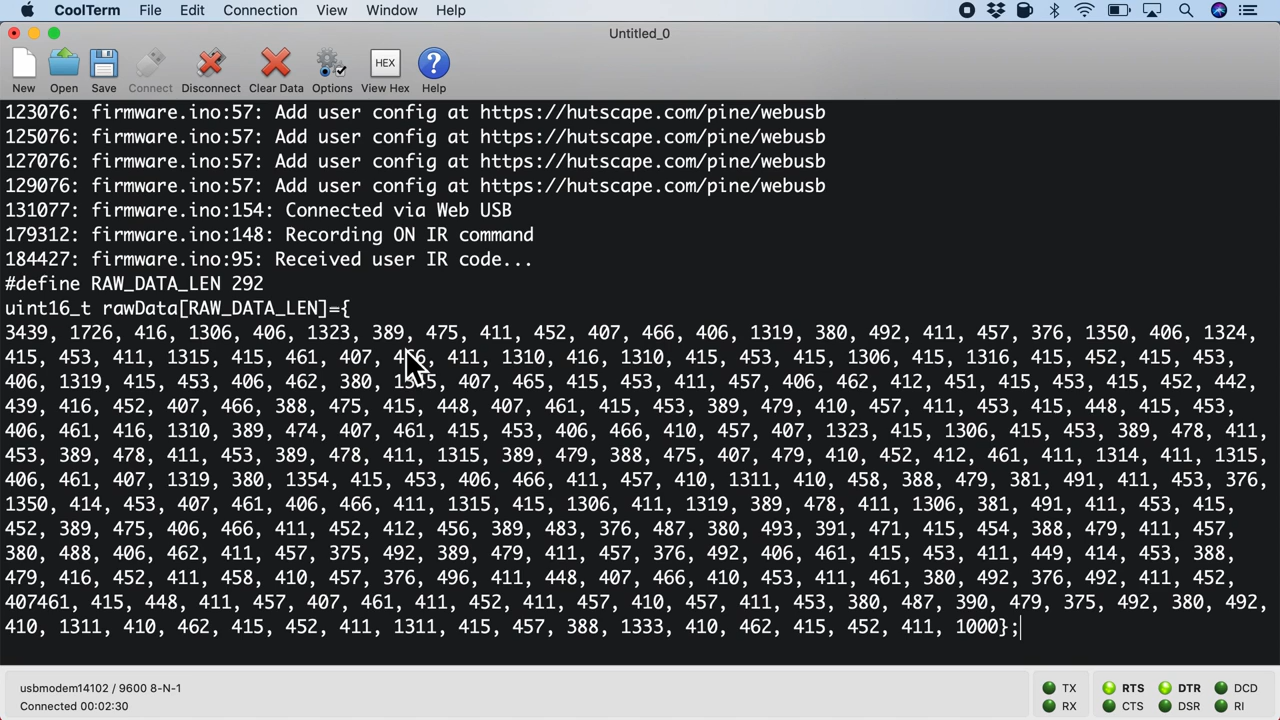 CoolTerm File Edit Connection View Window Help
Untitled_0
HEX ?
New Open Save Connect Disconnect Clear Data Options View Hex Help
123076: firmware.ino:57: Add user config at https://hutscape.com/pine/webusb
125076: firmware.ino:57: Add user config at https://hutscape.com/pine/webusb
127076: firmware.ino:57: Add user config at https://hutscape.com/pine/webusb
129076: firmware.ino:57: Add user config at https://hutscape.com/pine/webusb
131077: firmware.ino:154: Connected via Web USB
179312: firmware.ino:148: Recording ON IR command
184427: firmware.ino:95: Received user IR code...
#define RAW_DATA_LEN 292
uint16_t rawData[RAW_DATA_LEN]={
3439, 1726, 416, 1306, 406, 1323, 389, 475, 411, 452, 407, 466, 406, 1319, 380, 492, 411, 457, 376, 1350, 406, 1324,
415, 453, 411, 1315, 415, 461, 407, 411, 1310, 416, 1310, 415, 453, 415, 1306, 415, 1316, 415, 452, 415, 453,
406, 1319, 415, 453, 406, 462, 380, 407, 465, 415, 453, 411, 457, 406, 462, 412, 451, 415, 453, 415, 452, 442,
439, 416, 452, 407, 466, 388, 475, 415, 448, 407, 461, 415, 453, 389, 479, 410, 457, 411, 453, 415, 448, 415, 453,
406, 461, 416, 1310, 389, 474, 407, 461, 415, 453, 406, 466, 410, 457, 407, 1323, 415, 1306, 415, 453, 389, 478, 411,
453, 389, 478, 411, 453, 389, 478, 411, 1315, 389, 479, 388, 475, 407, 479, 410, 452, 412, 461, 411, 1314, 411, 1315,
406, 461, 407, 1319, 380, 1354, 415, 453, 406, 466, 411, 457, 410, 1311, 410, 458, 388, 479, 381, 491, 411, 453, 376,
1350, 414, 453, 407, 461, 406, 466, 411, 1315, 415, 1306, 411, 1319, 389, 478, 411, 1306, 381, 491, 411, 453, 415,
452, 389, 475, 406, 466, 411, 452, 412, 456, 389, 483, 376, 487, 380, 493, 391, 471, 415, 454, 388, 479, 411, 457,
380, 488, 406, 462, 411, 457, 375, 492, 389, 479, 411, 457, 376, 492, 406, 461, 415, 453, 411, 449, 414, 453, 388,
479, 416, 452, 411, 458, 410, 457, 376, 496, 411, 448, 407, 466, 410, 453, 411, 461, 380, 492, 376, 492, 411, 452,
407461, 415, 448, 411, 457, 407, 461, 411, 452, 411, 457, 410, 457, 411, 453, 380, 487, 390, 479, 375, 492, 380, 492,
410, 1311, 410, 462, 415, 452, 411, 1311, 415, 457, 388, 1333, 410, 462, 415, 452, 411, 1000};
usbmodem14102 / 9600 8-N-1
Connected 00:02:30
TX RTS DTR DCD
RX CTS DSR RI